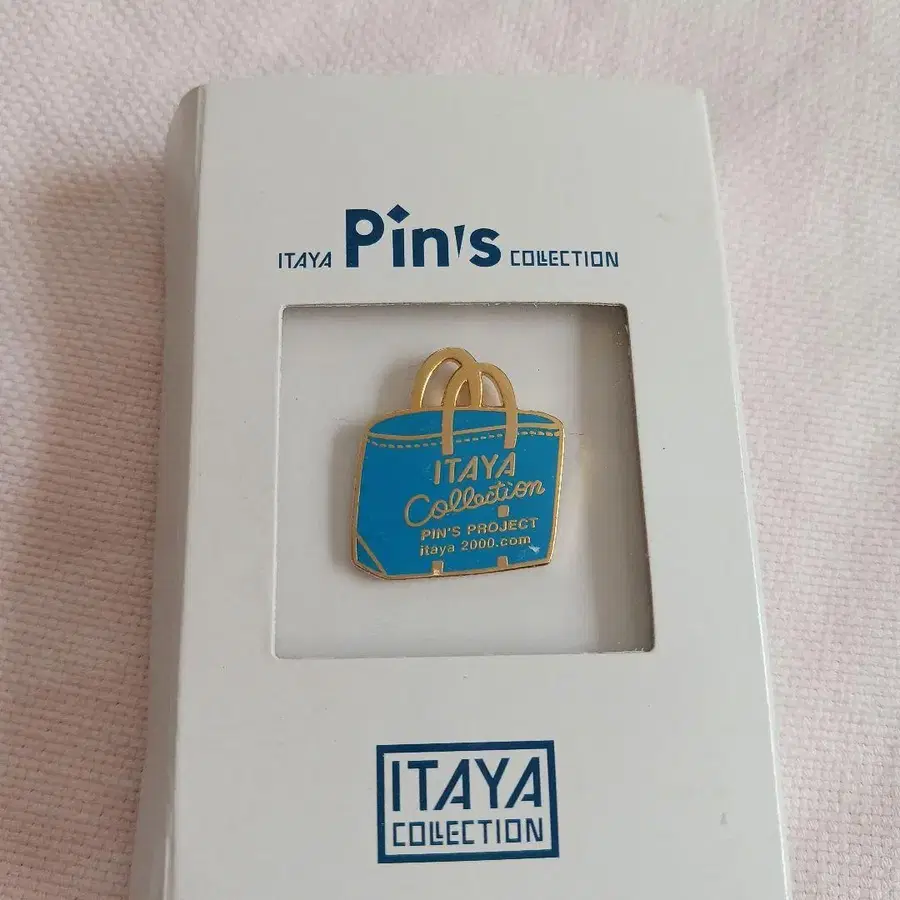 ITAYA Pin's COLLECTION
ITAYA
Collection
PIN'S PROJECT
itaya 2000.com
ITAYA
COLLECTION